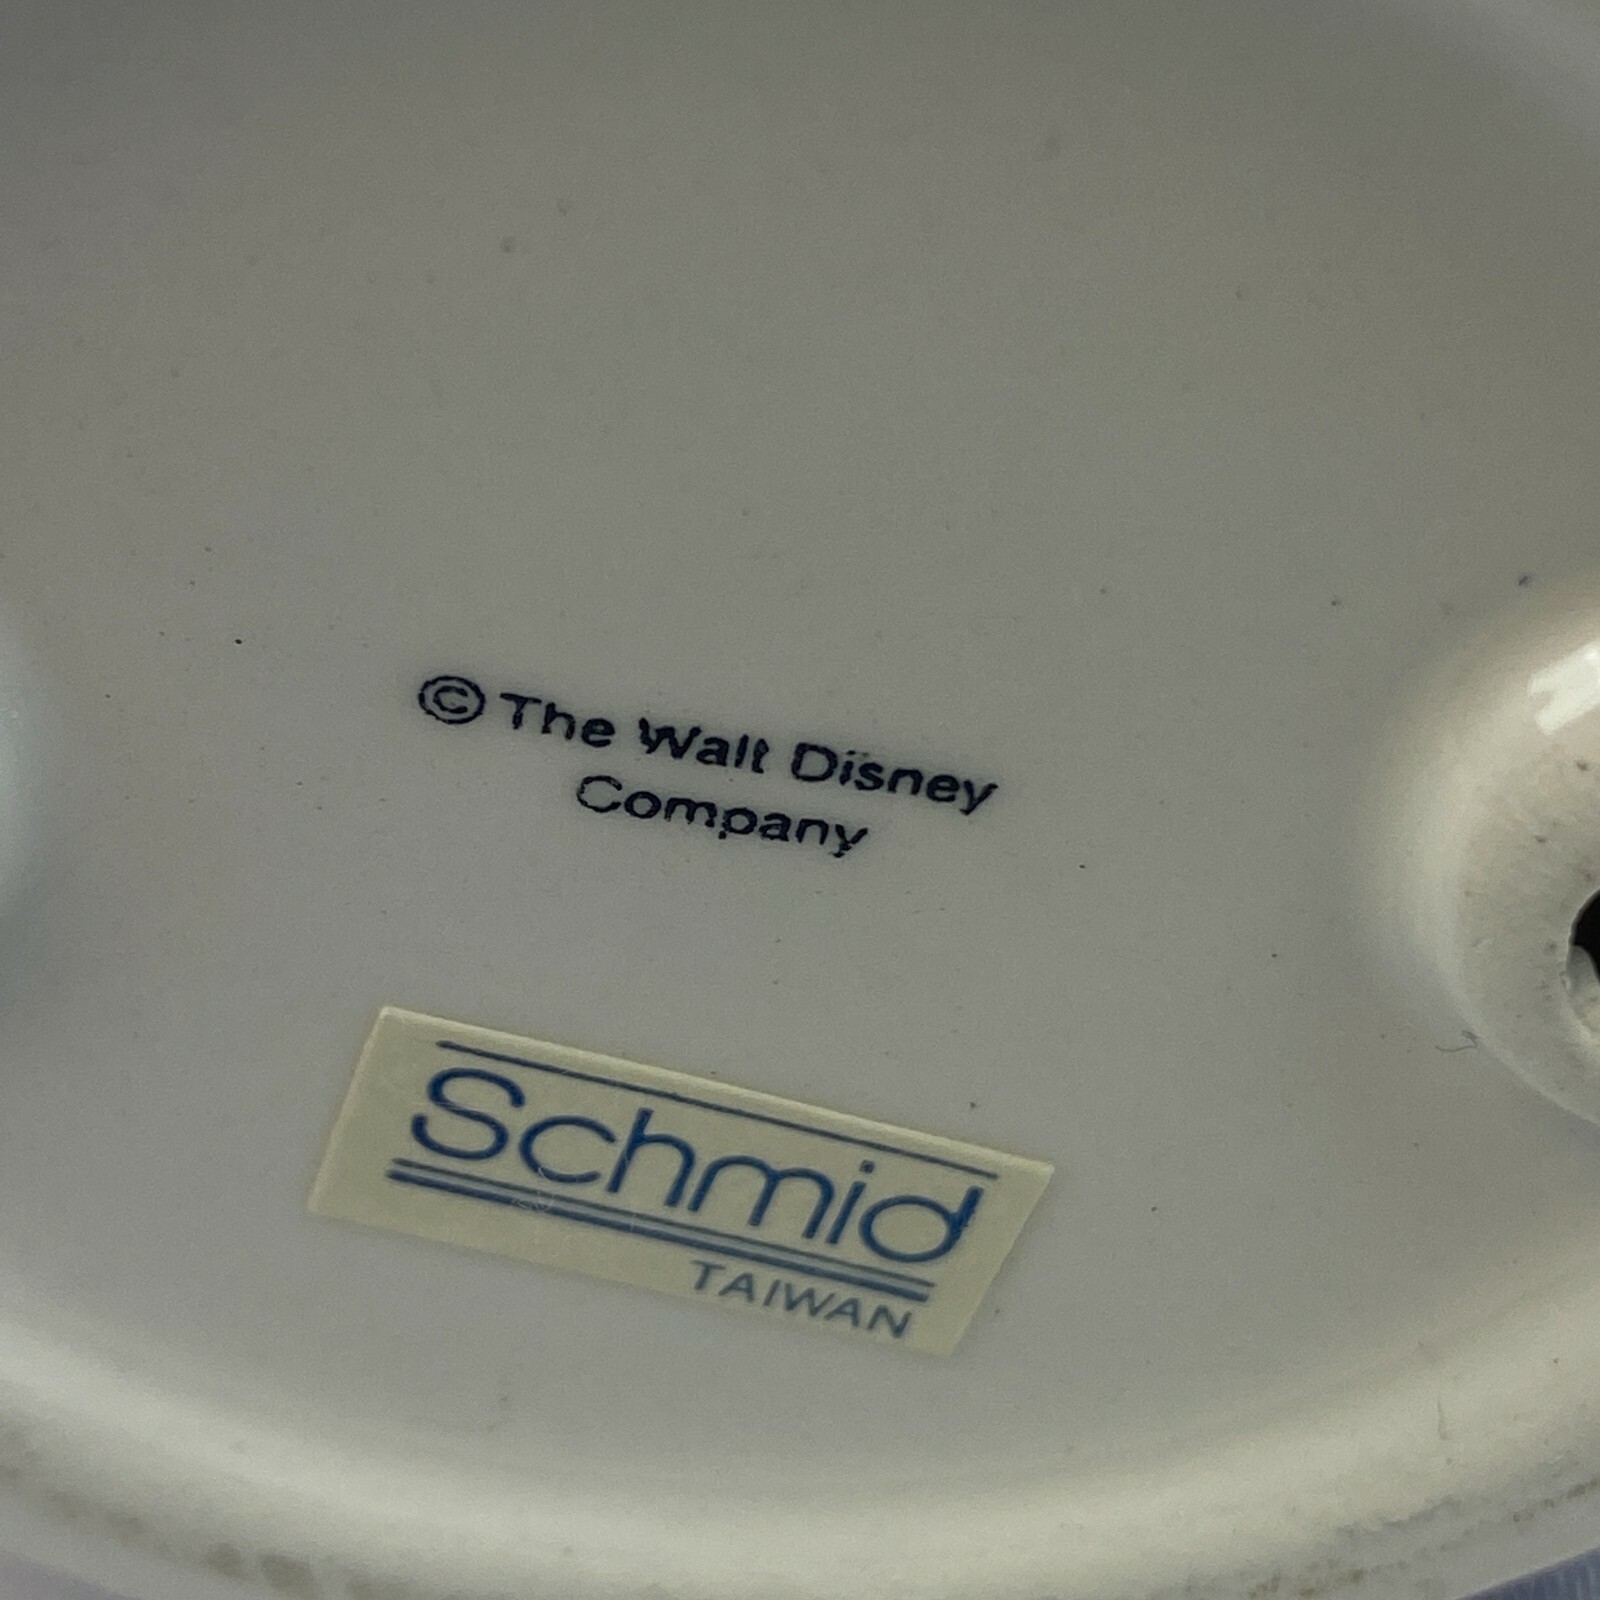 © The Walt Disney
Company
Schmid
TAIWAN